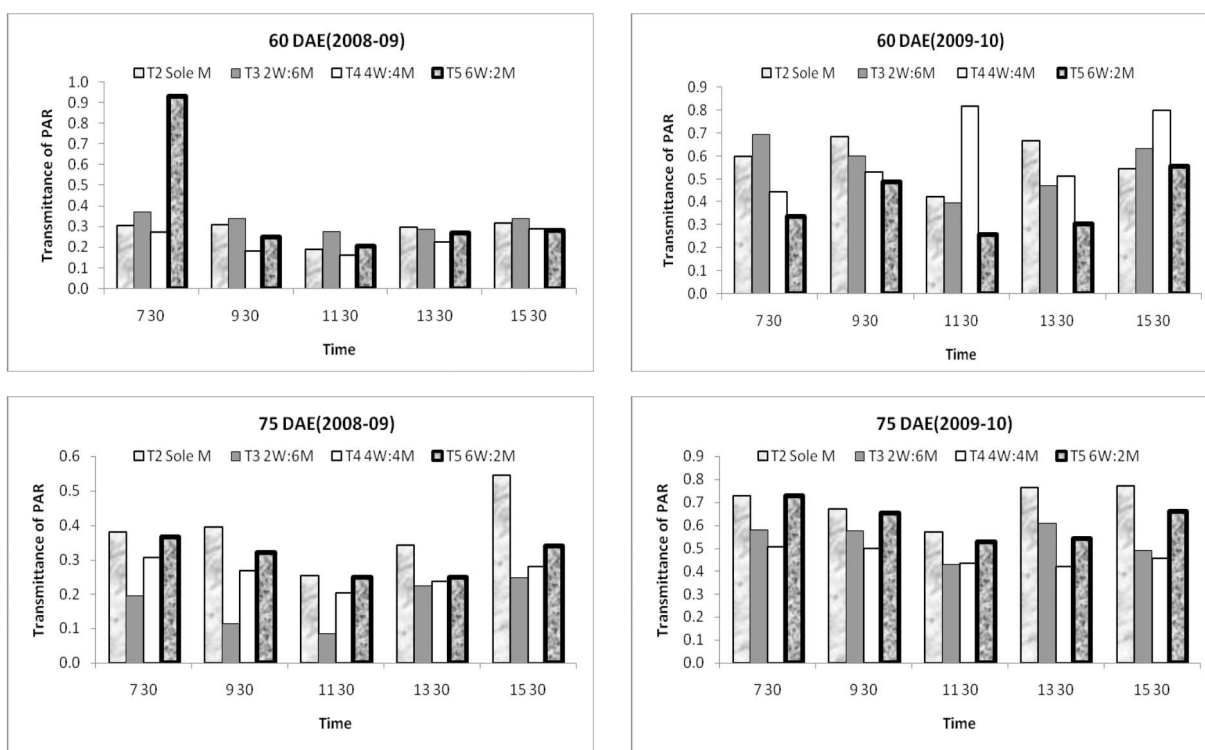 60 DAE(2008-09)
T2 Sole M T3 2W:6M T4 4W:4M T5 6W:2M
Transmittance of PAR
1.0
0.9
0.8
0.7
0.6
0.5
0.4
0.3
0.2
0.1
0.0
7 30 9 30 11 30 13 30 15 30
Time
60 DAE(2009-10)
T2 Sole M T3 2W:6M T4 4W:4M T5 6W:2M
Transmittance of PAR
0.9
0.8
0.7
0.6
0.5
0.4
0.3
0.2
0.1
0.0
7 30 9 30 11 30 13 30 15 30
Time
75 DAE(2008-09)
T2 Sole M T3 2W:6M T4 4W:4M T5 6W:2M
Transmittance of PAR
0.6
0.5
0.4
0.3
0.2
0.1
0.0
7 30 9 30 11 30 13 30 15 30
Time
75 DAE(2009-10)
T2 Sole M T3 2W:6M T4 4W:4M T5 6W:2M
Transmittance of PAR
0.9
0.8
0.7
0.6
0.5
0.4
0.3
0.2
0.1
0.0
7 30 9 30 11 30 13 30 15 30
Time